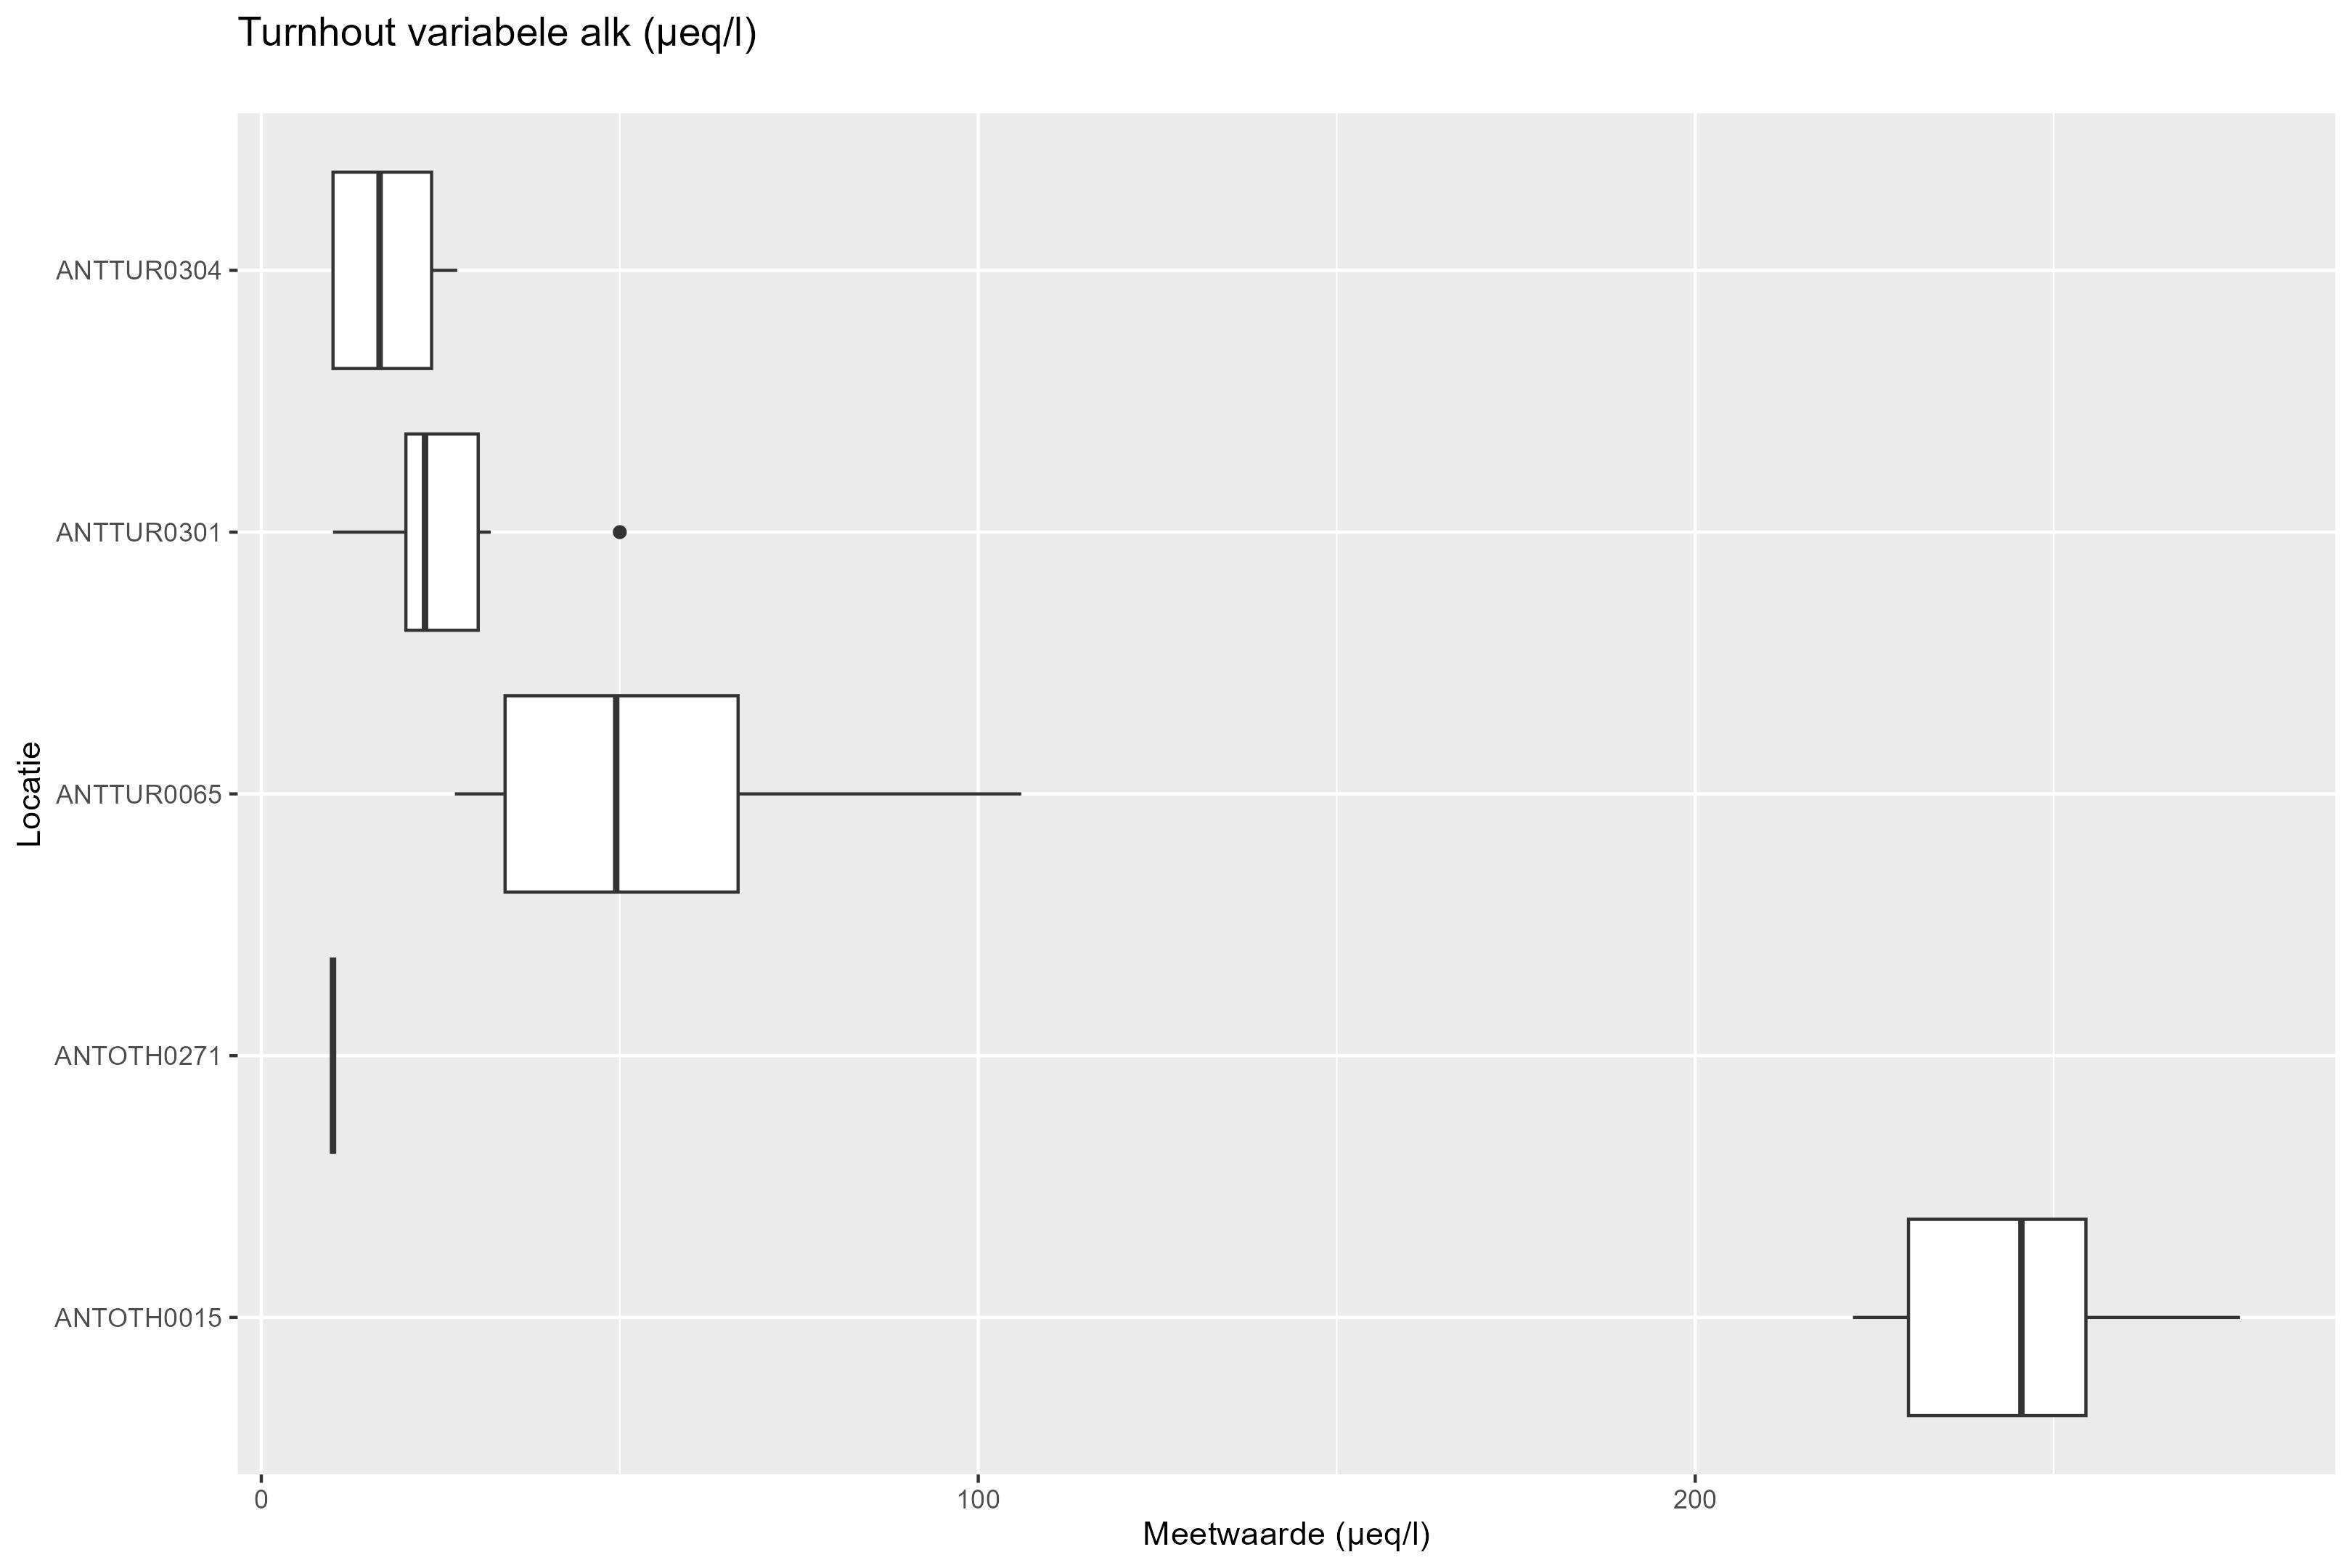 Turnhout variabele alk (µeq/l)
Locatie
ANTTUR0304
ANTTUR0301
ANTTUR0065
ANTOTH0271
ANTOTH0015
0
100
200
Meetwaarde (µeq/l)